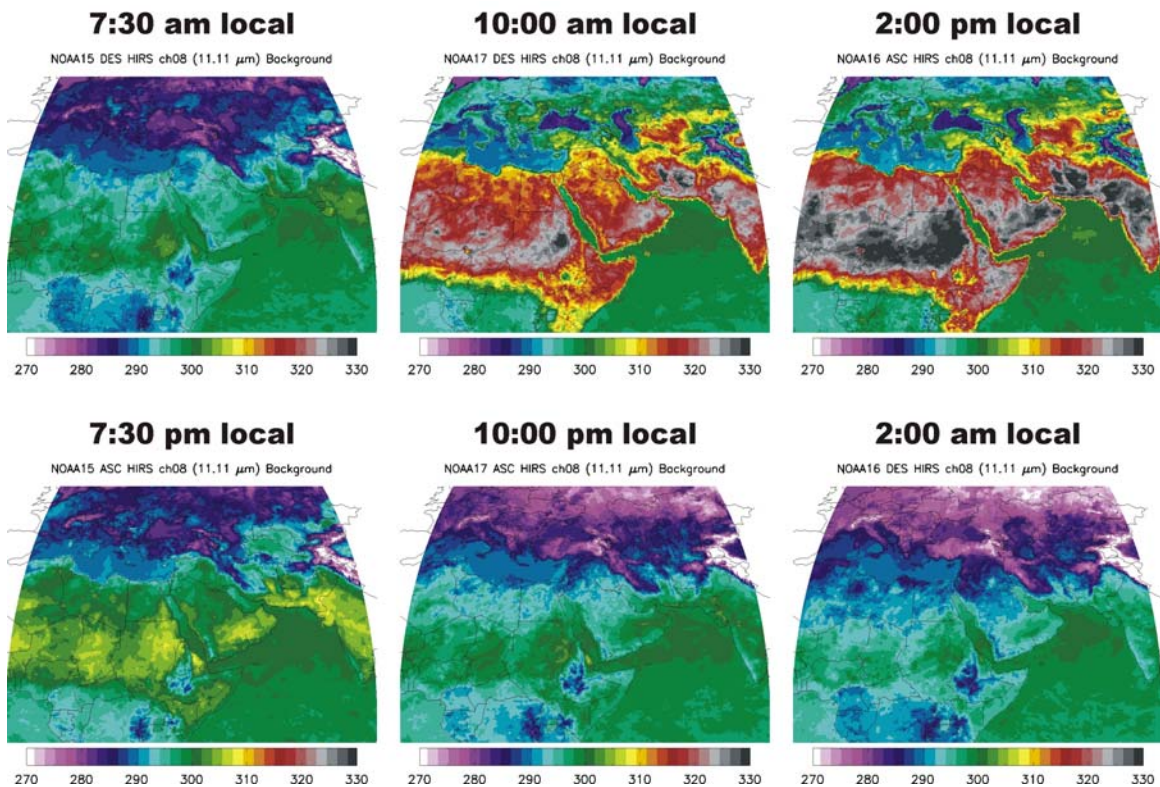 7:30 am local
10:00 am local
2:00 pm local
NOAA15 DES HIRS ch08 (11.11 μm) Background
NOAA17 DES HIRS ch08 (11.11 μm) Background
NOAA16 ASC HIRS ch08 (11.11 μm) Background
270 280 290 300 310 320 330
270 280 290 300 310 320 330
270 280 290 300 310 320 330
7:30 pm local
10:00 pm local
2:00 am local
NOAA15 ASC HIRS ch08 (11.11 μm) Background
NOAA17 ASC HIRS ch08 (11.11 μm) Background
NOAA16 DES HIRS ch08 (11.11 μm) Background
270 280 290 300 310 320 330
270 280 290 300 310 320 330
270 280 290 300 310 320 330